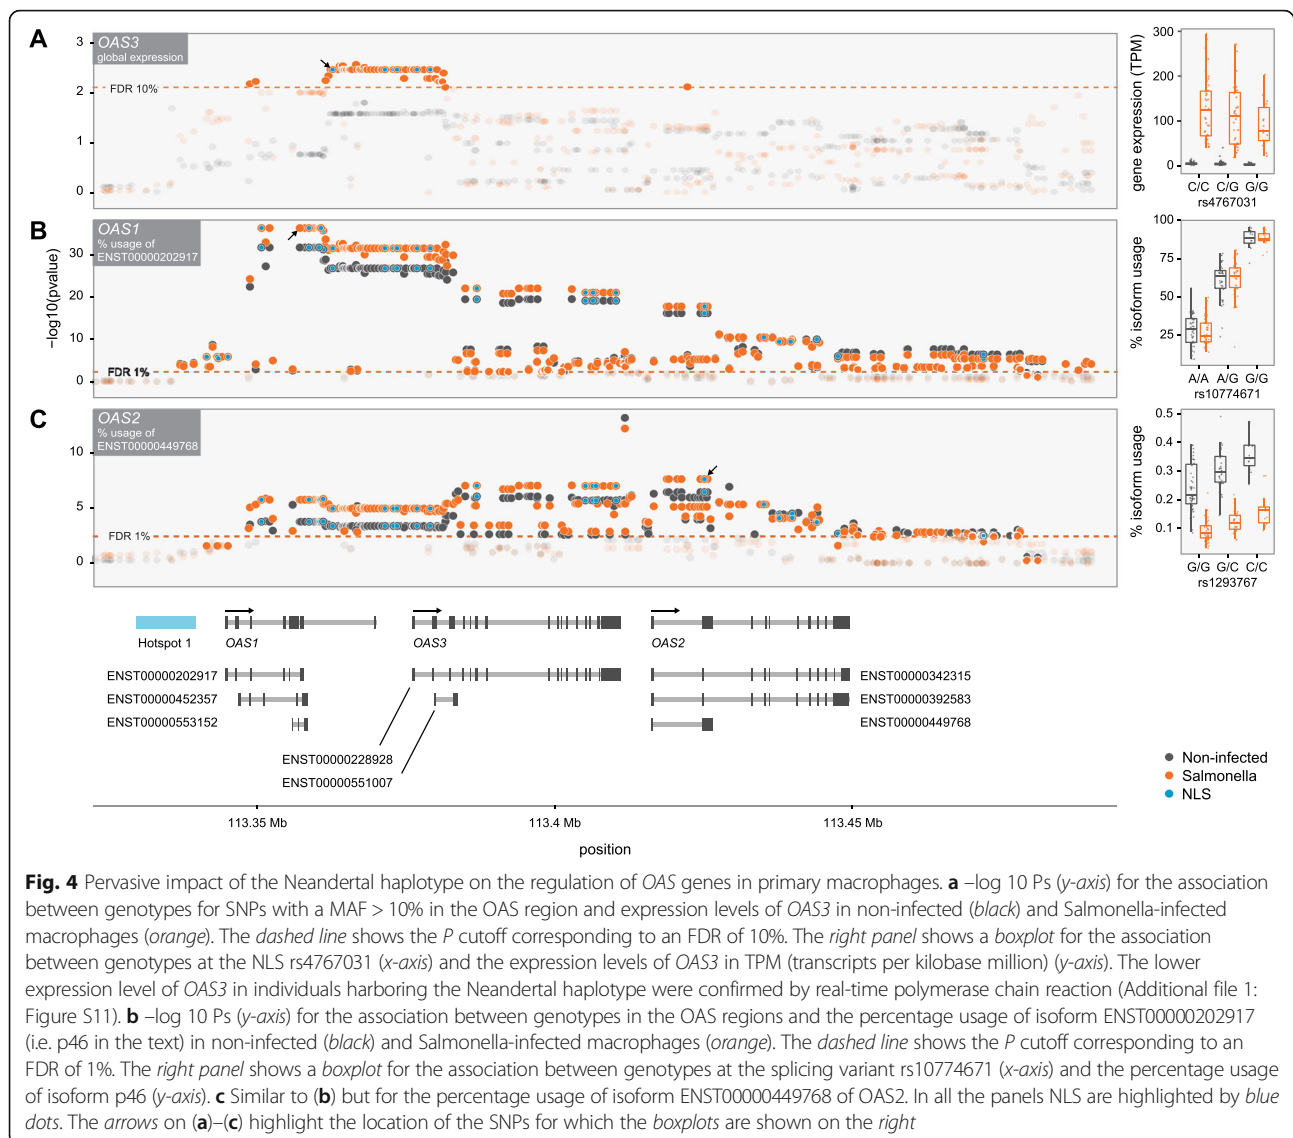 A
OAS3
global expression
3
2
1
0
FDR 10%
gene expression (TPM)
300
200
100
0
C/C C/G G/G
rs4767031
B
OAS1
% usage of
ENST00000202917
−log10(pvalue)
30
20
10
0
FDR 1%
% isoform usage
100
75
50
25
A/A A/G G/G
rs10774671
C
OAS2
% usage of
ENST00000449768
10
5
0
FDR 1%
% isoform usage
0.5
0.4
0.3
0.2
0.1
G/G G/C C/C
rs1293767
Hotspot 1
OAS1
OAS3
OAS2
ENST00000202917
ENST00000452357
ENST00000553152
ENST00000228928
ENST00000551007
ENST00000342315
ENST00000392583
ENST00000449768
Non-infected
Salmonella
NLS
113.35 Mb 113.4 Mb 113.45 Mb
position
Fig. 4 Pervasive impact of the Neandertal haplotype on the regulation of OAS genes in primary macrophages. a –log 10 Ps (y-axis) for the association
between genotypes for SNPs with a MAF > 10% in the OAS region and expression levels of OAS3 in non-infected (black) and Salmonella-infected
macrophages (orange). The dashed line shows the P cutoff corresponding to an FDR of 10%. The right panel shows a boxplot for the association
between genotypes at the NLS rs4767031 (x-axis) and the expression levels of OAS3 in TPM (transcripts per kilobase million) (y-axis). The lower
expression level of OAS3 in individuals harboring the Neandertal haplotype were confirmed by real-time polymerase chain reaction (Additional file 1:
Figure S11). b –log 10 Ps (y-axis) for the association between genotypes in the OAS regions and the percentage usage of isoform ENST00000202917
(i.e. p46 in the text) in non-infected (black) and Salmonella-infected macrophages (orange). The dashed line shows the P cutoff corresponding to an
FDR of 1%. The right panel shows a boxplot for the association between genotypes at the splicing variant rs10774671 (x-axis) and the percentage usage
of isoform p46 (y-axis). c Similar to (b) but for the percentage usage of isoform ENST00000449768 of OAS2. In all the panels NLS are highlighted by blue
dots. The arrows on (a)–(c) highlight the location of the SNPs for which the boxplots are shown on the right